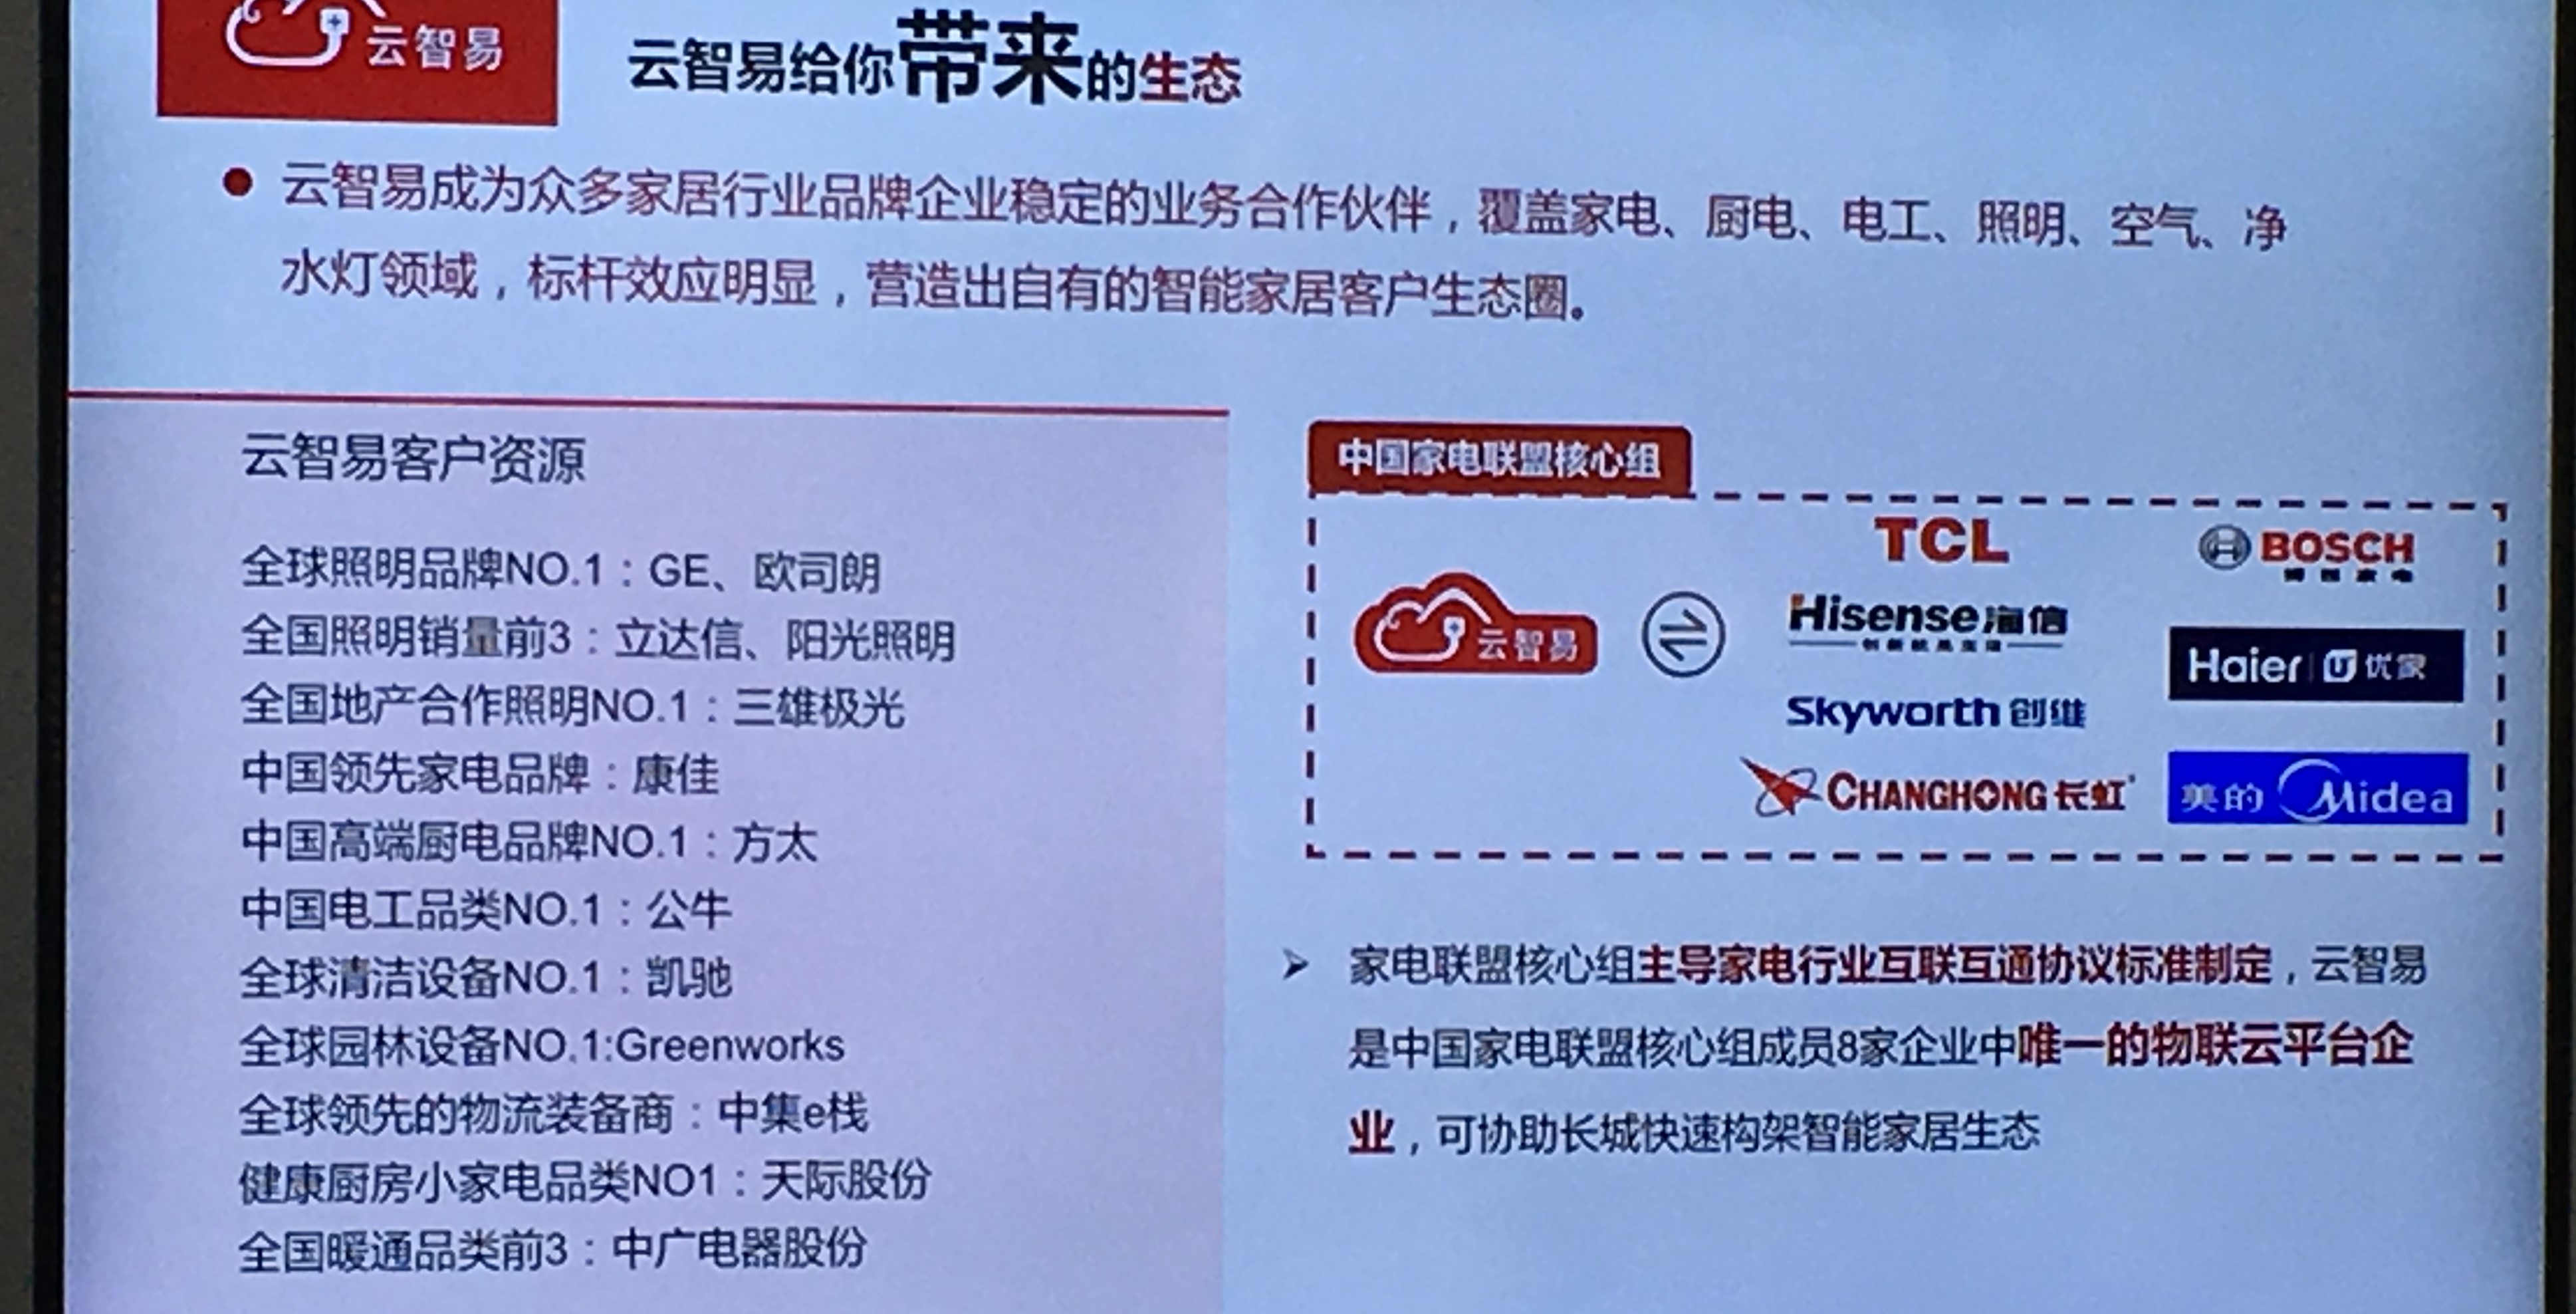 云智易
云智易给你带来的生态
云智易成为众多家居行业品牌企业稳定的业务合作伙伴，覆盖家电、厨电、电工、照明、空气、净
水灯领域，标杆效应明显，营造出自有的智能家居客户生态圈。
云智易客户资源
全球照明品牌NO.1：GE、欧司朗
全国照明销量前3：立达信、阳光照明
全国地产合作照明NO.1：三雄极光
中国领先家电品牌：康佳
中国高端厨电品牌NO.1：方太
中国电工品类NO.1：公牛
全球清洁设备NO.1：凯驰
全球园林设备NO.1:Greenworks
全球领先的物流装备商：中集e栈
健康厨房小家电品类NO1：天际股份
全国暖通品类前3：中广电器股份
中国家电联盟核心组
云智易
TCL
Hisense海信
Skyworth 创维
CHANGHONG 长虹
BOSCH
Haier U 优家
美的 Midea
家电联盟核心组主导家电行业互联互通协议标准制定，云智易
是中国家电联盟核心组成员8家企业中唯一的物联云平台企
业，可协助长城快速构架智能家居生态